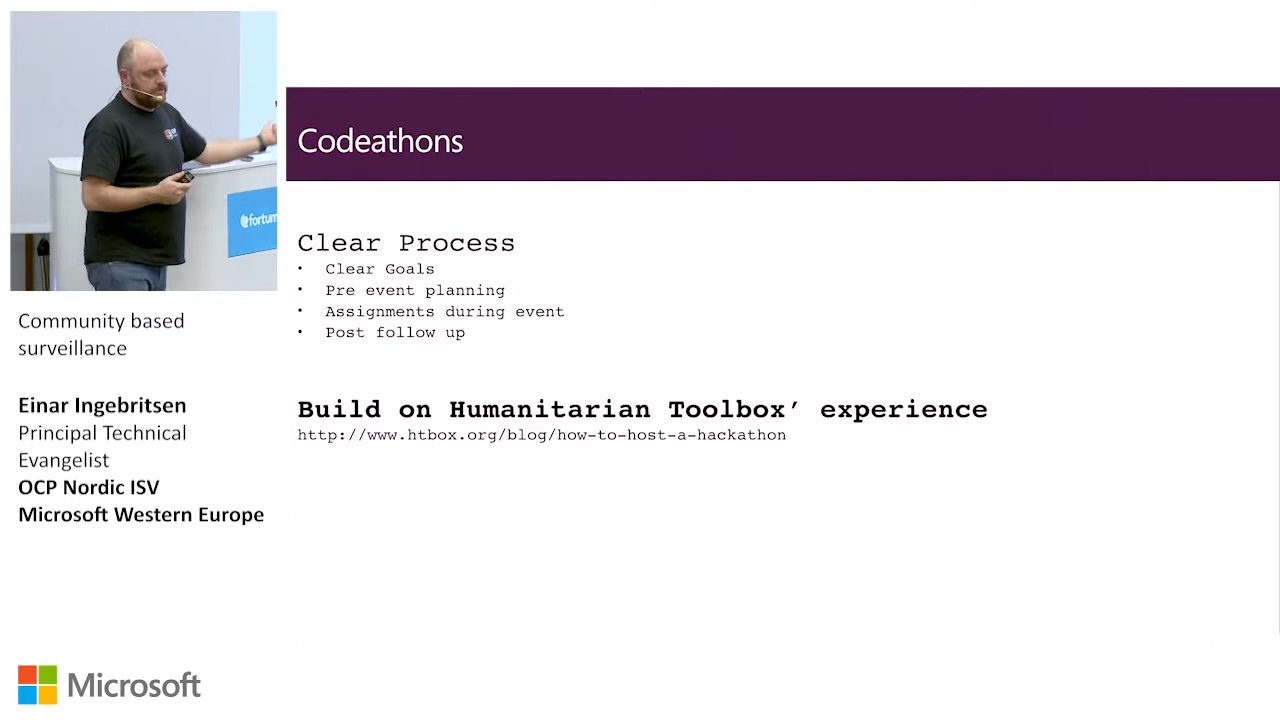 Codeathons
Clear Process
• Clear Goals
• Pre event planning
• Assignments during event
• Post follow up
Build on Humanitarian Toolbox’ experience
http://www.htbox.org/blog/how-to-host-a-hackathon
fortum
Community based
surveillance
Einar Ingebritsen
Principal Technical
Evangelist
OCP Nordic ISV
Microsoft Western Europe
Microsoft